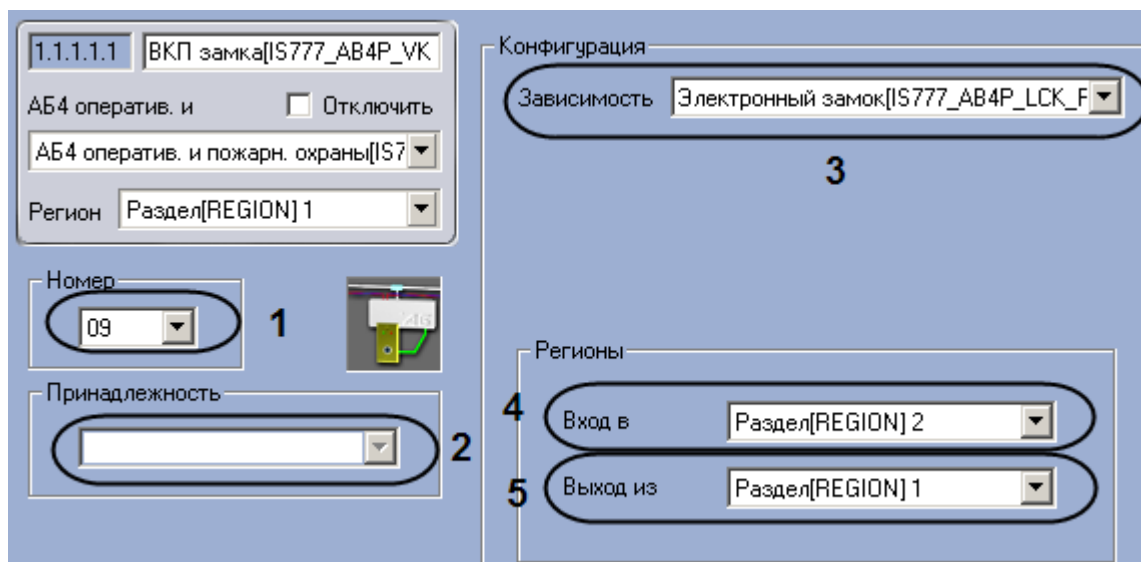 1.1.1.1.1 ВКП замка[IS777_AB4P_VK
АБ4 оператив. и Отключить
АБ4 оператив. и пожарн. охраны[IS7
Регион Раздел[REGION] 1
Номер
09
1
Принадлежность
2
Конфигурация
Зависимость Электронный замок[IS777_AB4P_LCK_F
3
Регионы
4 Вход в Раздел[REGION] 2
5 Выход из Раздел[REGION] 1